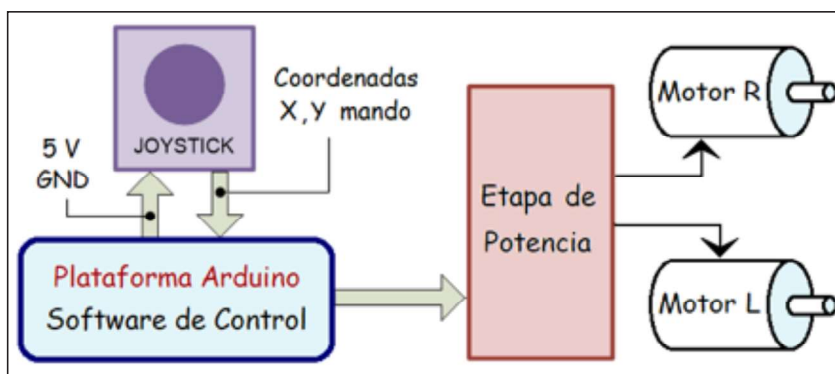 JOYSTICK
Coordenadas
X,Y mando
5 V
GND
Plataforma Arduino
Software de Control
Etapa de
Potencia
Motor R
Motor L